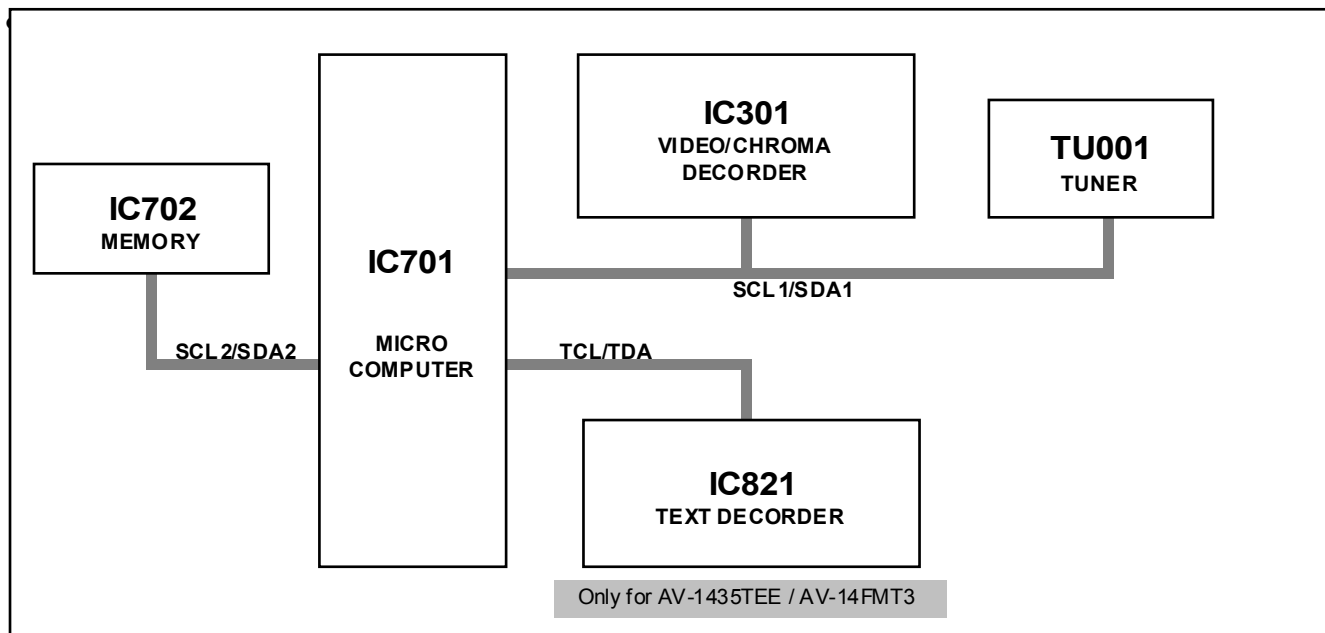 IC301
VIDEO/CHROMA
DECORDER
TU001
TUNER
IC702
MEMORY
IC701
MICRO
COMPUTER
SCL1/SDA1
SCL2/SDA2
TCL/TDA
IC821
TEXT DECORDER
Only for AV-1435TEE / AV-14FMT3